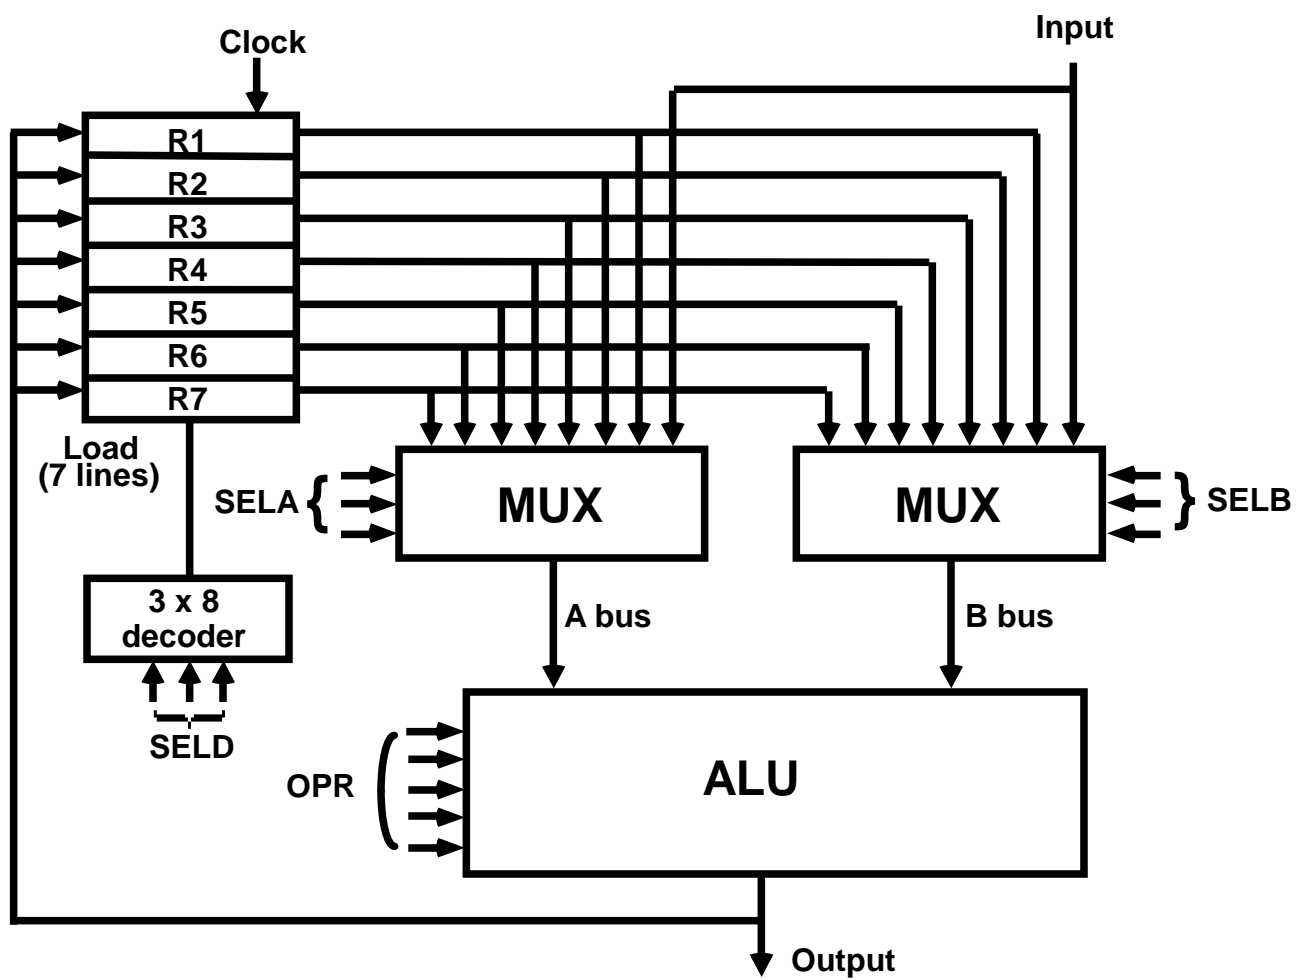 Input
Clock
R1
R2
R3
R4
R5
R6
R7
Load
(7 lines)
SELA {
MUX
MUX
} SELB
3 x 8
decoder
A bus
B bus
SELD
OPR
ALU
Output